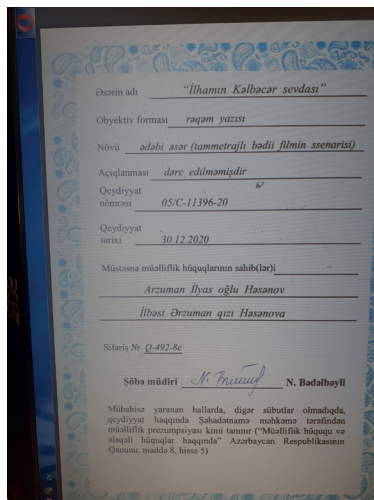 Əsərin adı "İlhamın Kəlbəcər sevdası"
Obyektiv forması rəqəm yazısı
Növü ədəbi əsər (tammetrajlı bədii filmin ssenarisi)
Açıqlanması dərc edilməmişdir
Qeydiyyat
nömrəsi 05/C-11396-20
Qeydiyyat
tarixi 30.12.2020
Müstəsna müəlliflik hüquqlarının sahib(lər)i
Arzuman İlyas oğlu Həsənov
İlbəst Ərzuman qızı Həsənova
Sifariş № Q-492-8e
Şöbə müdiri N. Bədəlbəyli
Mübahisə yaranan hallarda, digər sübutlar olmadıqda,
qeydiyyat haqqında Şəhadətnamə məhkəmə tərəfindən
müəlliflik prezumpsiyası kimi tanınır ("Müəlliflik hüququ və
əlaqəli hüquqlar haqqında" Azərbaycan Respublikasının
Qanunu, maddə 8, hissə 5)